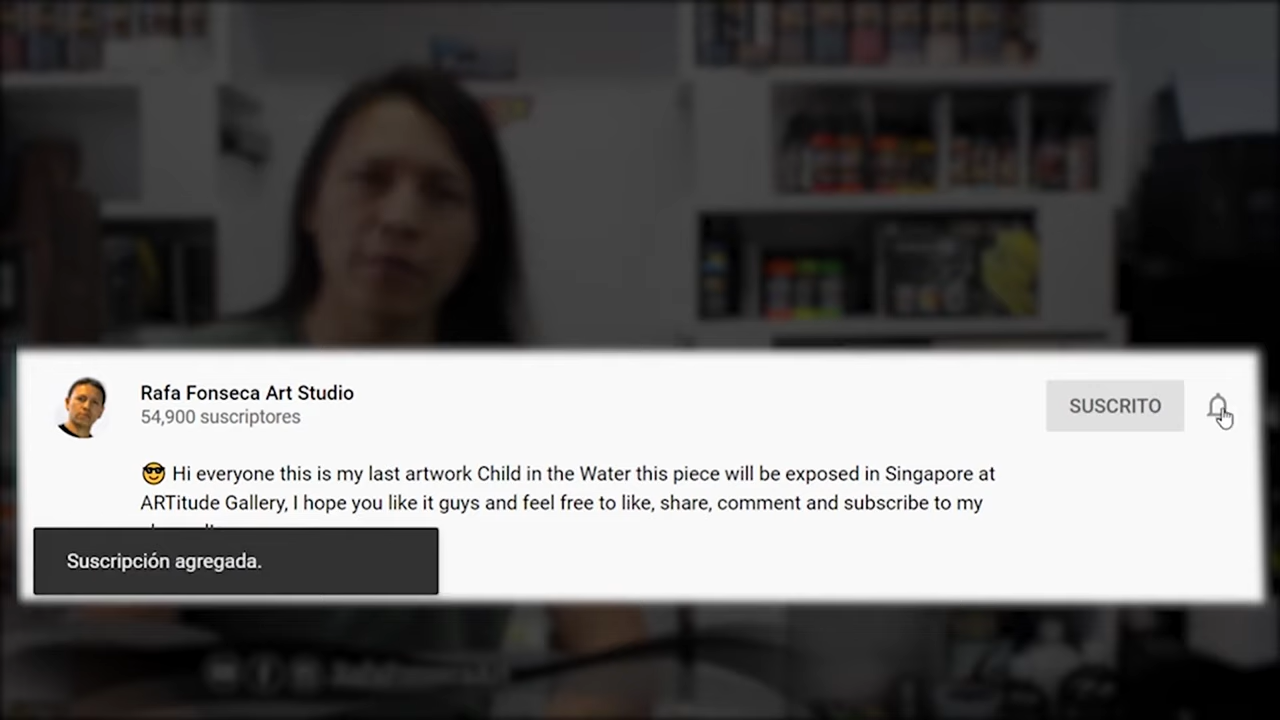 Rafa Fonseca Art Studio
54,900 suscriptores
SUSCRITO
😎 Hi everyone this is my last artwork Child in the Water this piece will be exposed in Singapore at
ARTitude Gallery, I hope you like it guys and feel free to like, share, comment and subscribe to my
Suscripción agregada.